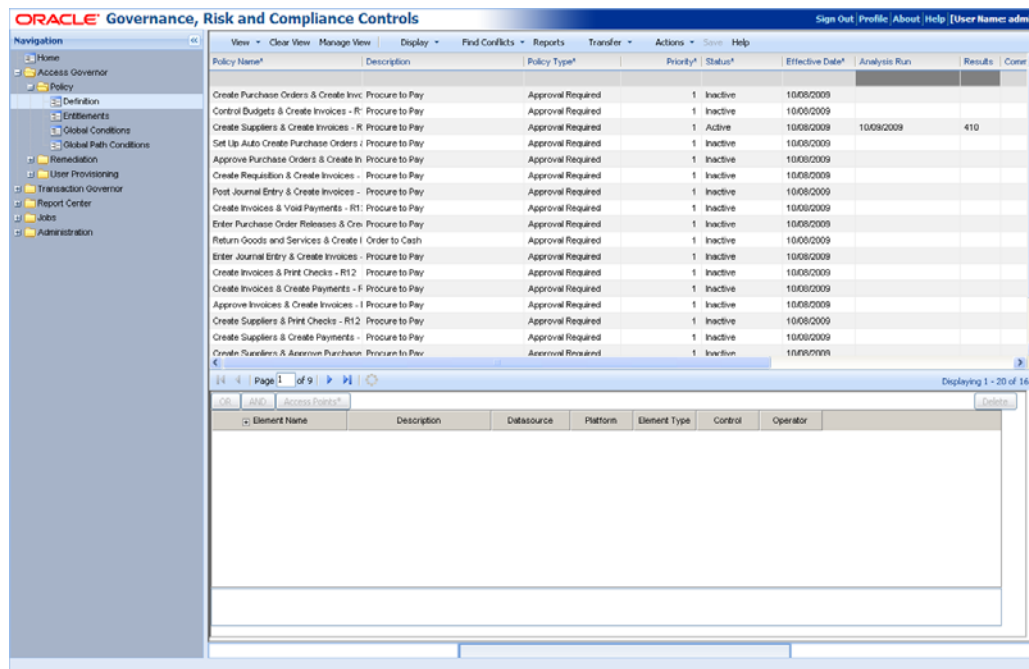 ORACLE Governance, Risk and Compliance Controls
Sign Out Profile About Help [User Name: adm
Navigation
Home
Access Governor
Policy
Definition
Entitlements
Global Conditions
Global Path Conditions
Remediation
User Provisioning
Transaction Governor
Report Center
Jobs
Administration
View Clear View Manage View Display Find Conflicts Reports Transfer Actions Save Help
Policy Name* Description Policy Type* Priority* Status* Effective Date* Analysis Run Results Comm
Create Purchase Orders & Create Invc Procure to Pay Approval Required 1 Inactive 10/08/2009
Control Budgets & Create Invoices - R' Procure to Pay Approval Required 1 Inactive 10/08/2009
Create Suppliers & Create Invoices - R Procure to Pay Approval Required 1 Active 10/08/2009 10/09/2009 410
Set Up Auto Create Purchase Orders & Procure to Pay Approval Required 1 Inactive 10/08/2009
Approve Purchase Orders & Create In Procure to Pay Approval Required 1 Inactive 10/08/2009
Create Requisition & Create Invoices - Procure to Pay Approval Required 1 Inactive 10/08/2009
Post Journal Entry & Create Invoices - Procure to Pay Approval Required 1 Inactive 10/08/2009
Create Invoices & Void Payments - R1: Procure to Pay Approval Required 1 Inactive 10/08/2009
Enter Purchase Order Releases & Cre Procure to Pay Approval Required 1 Inactive 10/08/2009
Return Goods and Services & Create I Order to Cash Approval Required 1 Inactive 10/08/2009
Enter Journal Entry & Create Invoices - Procure to Pay Approval Required 1 Inactive 10/08/2009
Create Invoices & Print Checks - R12 Procure to Pay Approval Required 1 Inactive 10/08/2009
Create Invoices & Create Payments - F Procure to Pay Approval Required 1 Inactive 10/08/2009
Approve Invoices & Create Invoices - I Procure to Pay Approval Required 1 Inactive 10/08/2009
Create Suppliers & Print Checks - R12 Procure to Pay Approval Required 1 Inactive 10/08/2009
Create Suppliers & Create Payments - Procure to Pay Approval Required 1 Inactive 10/08/2009
Create Suppliers & Approve Purchase Procure to Pay Approval Required 1 Inactive 10/08/2009
Page 1 of 9 Displaying 1 - 20 of 16
OR AND Access Points* Delete
Element Name Description Datasource Platform Element Type Control Operator